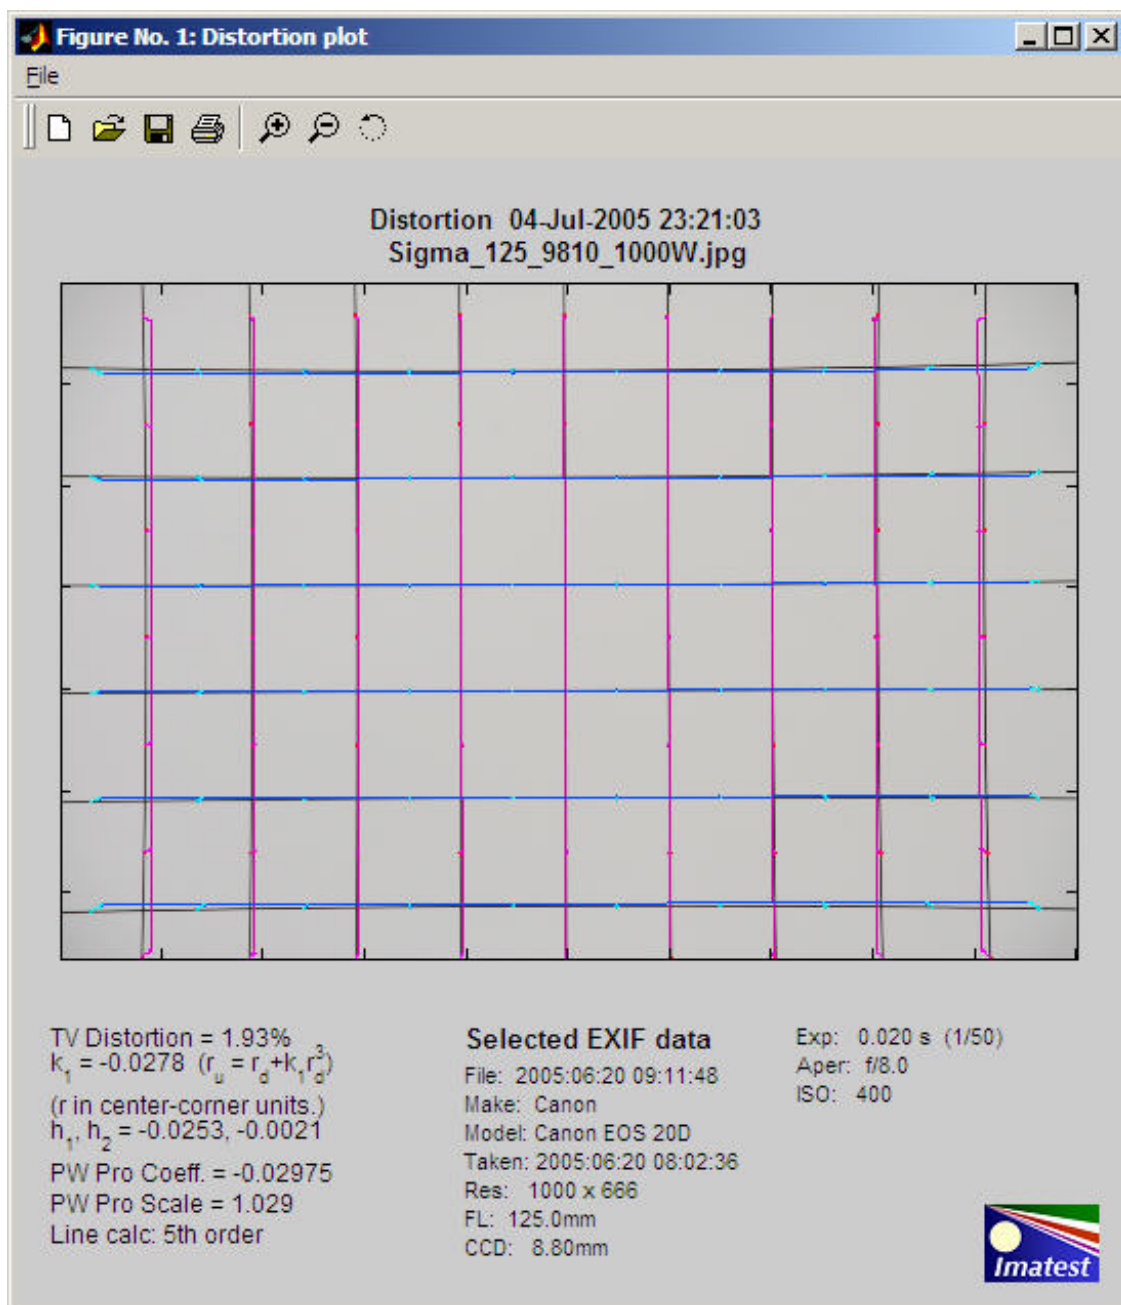 Figure No. 1: Distortion plot
File
Distortion  04-Jul-2005 23:21:03
Sigma_125_9810_1000W.jpg
TV Distortion = 1.93%
k1 = -0.0278  (ru = rd+k1rd3)
(r in center-corner units.)
h1, h2 = -0.0253, -0.0021
PW Pro Coeff. = -0.02975
PW Pro Scale = 1.029
Line calc: 5th order
Selected EXIF data
File:  2005:06:20 09:11:48
Make:  Canon
Model: Canon EOS 20D
Taken: 2005:06:20 08:02:36
Res:   1000 x 666
FL:  125.0mm
CCD:   8.80mm
Exp:   0.020 s  (1/50)
Aper:  f/8.0
ISO:   400
Imatest